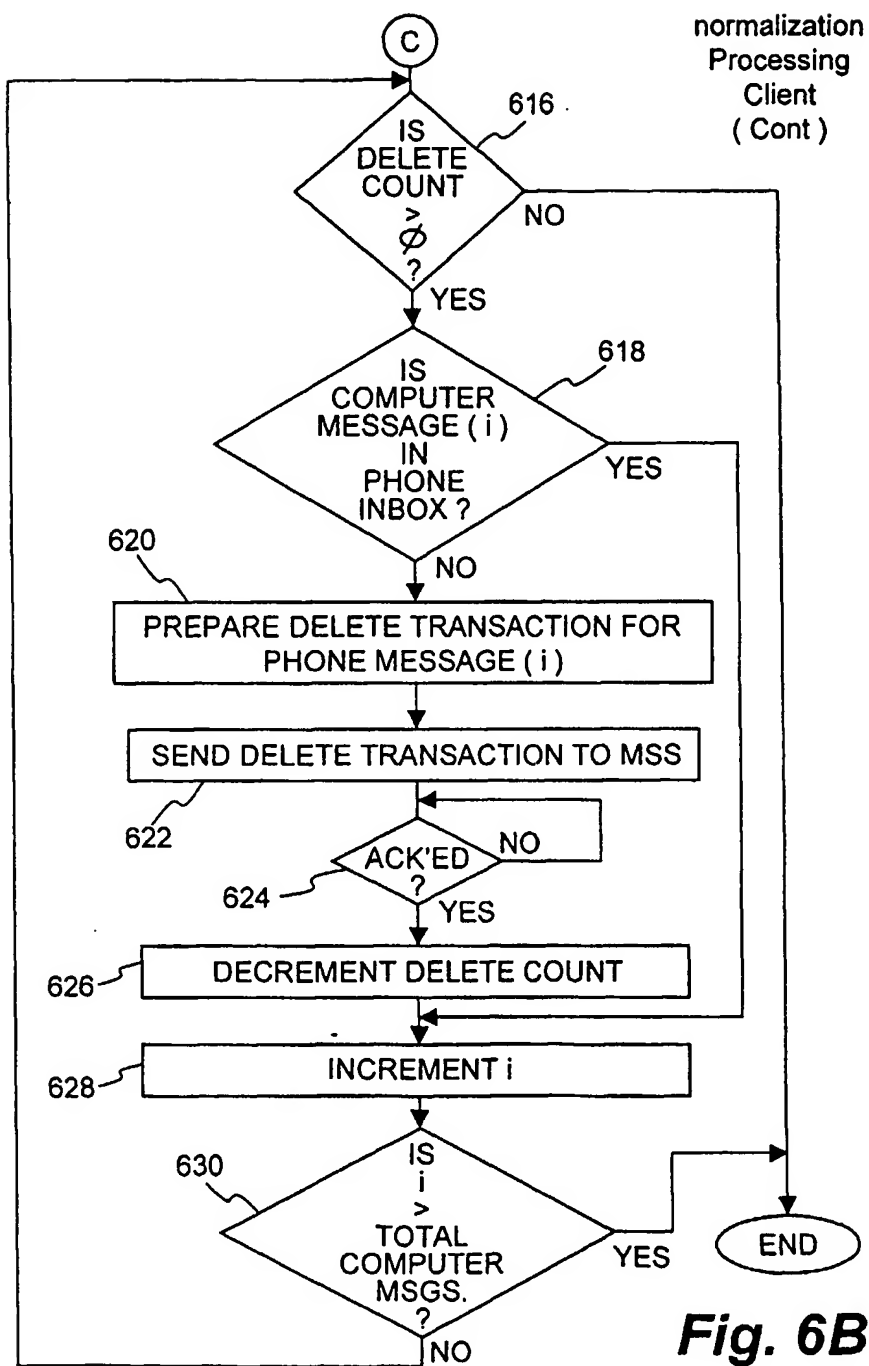 C
normalization
Processing
Client
( Cont )
616
IS
DELETE
COUNT
>
Ø
?
NO
YES
618
IS
COMPUTER
MESSAGE ( i )
IN
PHONE
INBOX ?
YES
NO
620
PREPARE DELETE TRANSACTION FOR
PHONE MESSAGE ( i )
SEND DELETE TRANSACTION TO MSS
622
ACK'ED
?
NO
624
YES
626
DECREMENT DELETE COUNT
628
INCREMENT i
630
IS
i
>
TOTAL
COMPUTER
MSGS.
?
YES
END
NO
Fig. 6B